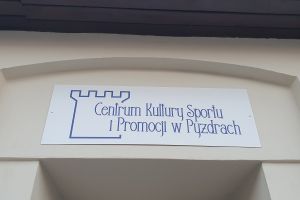 Centrum Kultury Sportu
i Promocji w Pyzdrach